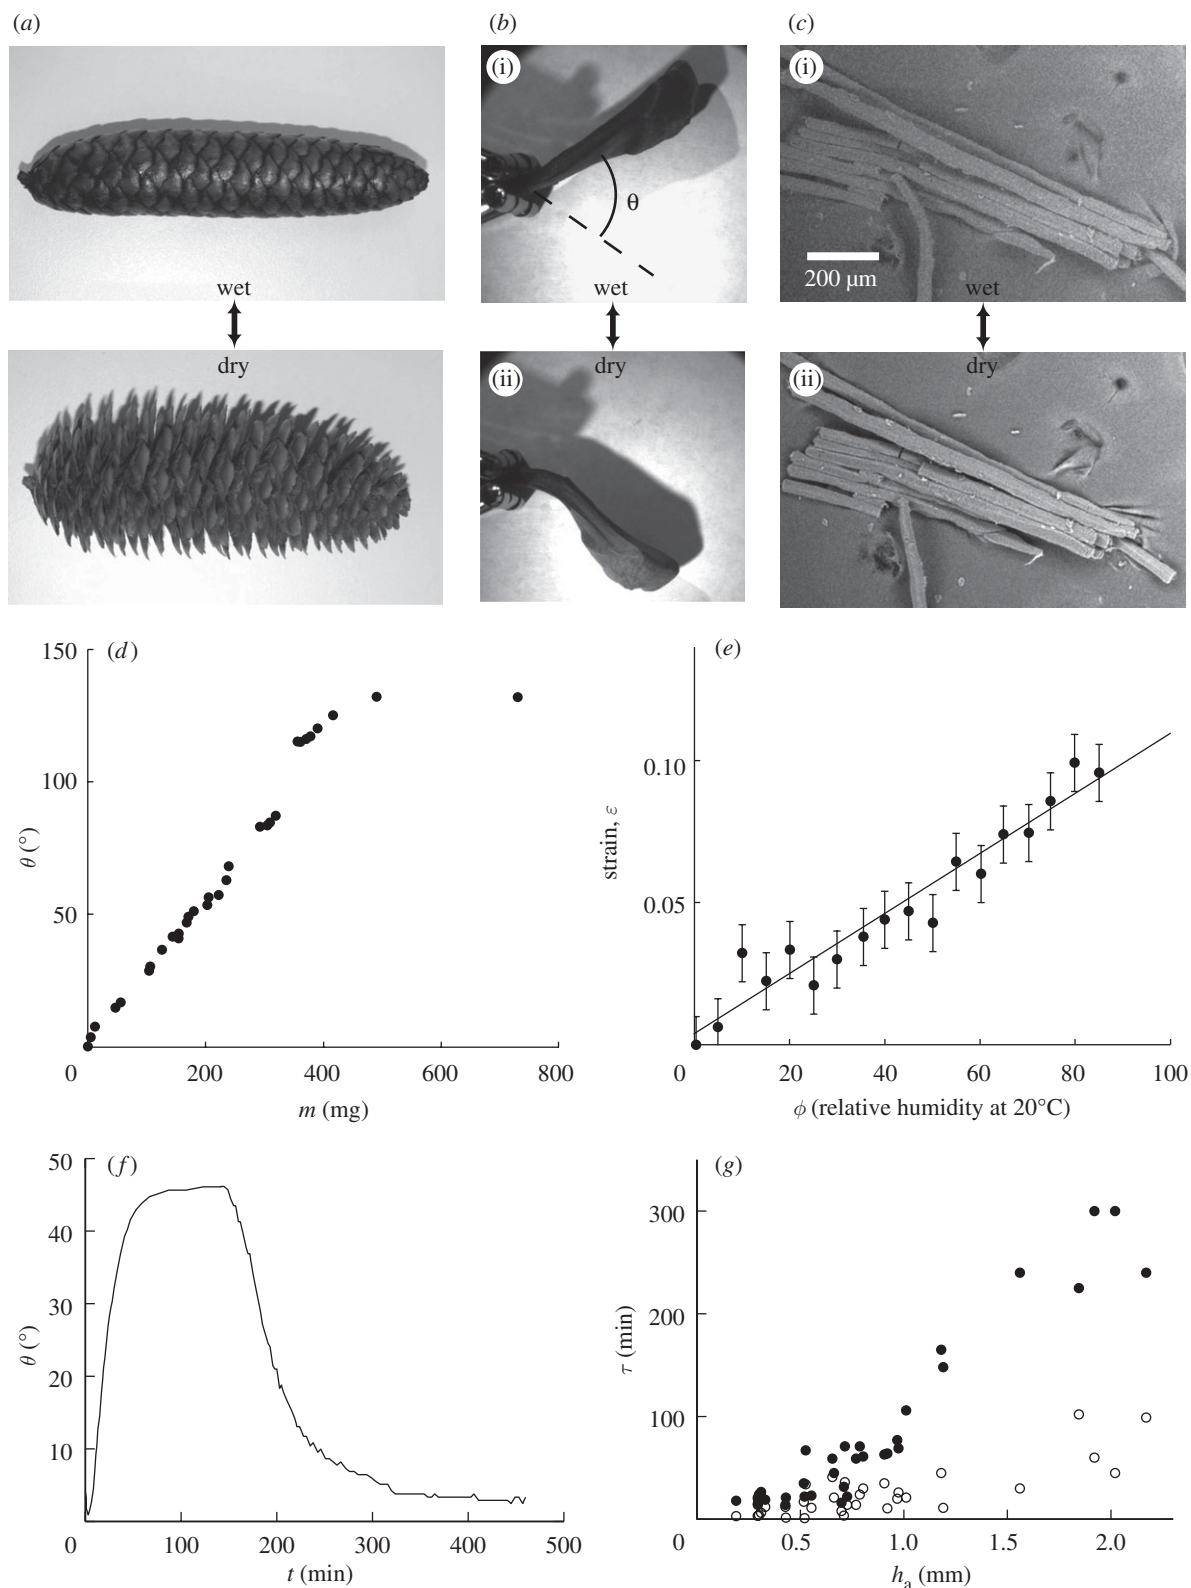 (a) (b) (c)
(i) (i)
θ
200 µm
wet wet wet
dry dry dry
(ii) (ii)
(d) (e)
150
100
50
0 200 400 600 800
θ (°)
m (mg)
0.10
0.05
0 20 40 60 80 100
strain, ε
ϕ (relative humidity at 20°C)
(f) (g)
50
40
30
20
10
0 100 200 300 400 500
θ (°)
t (min)
300
200
100
0 0.5 1.0 1.5 2.0
τ (min)
hₐ (mm)